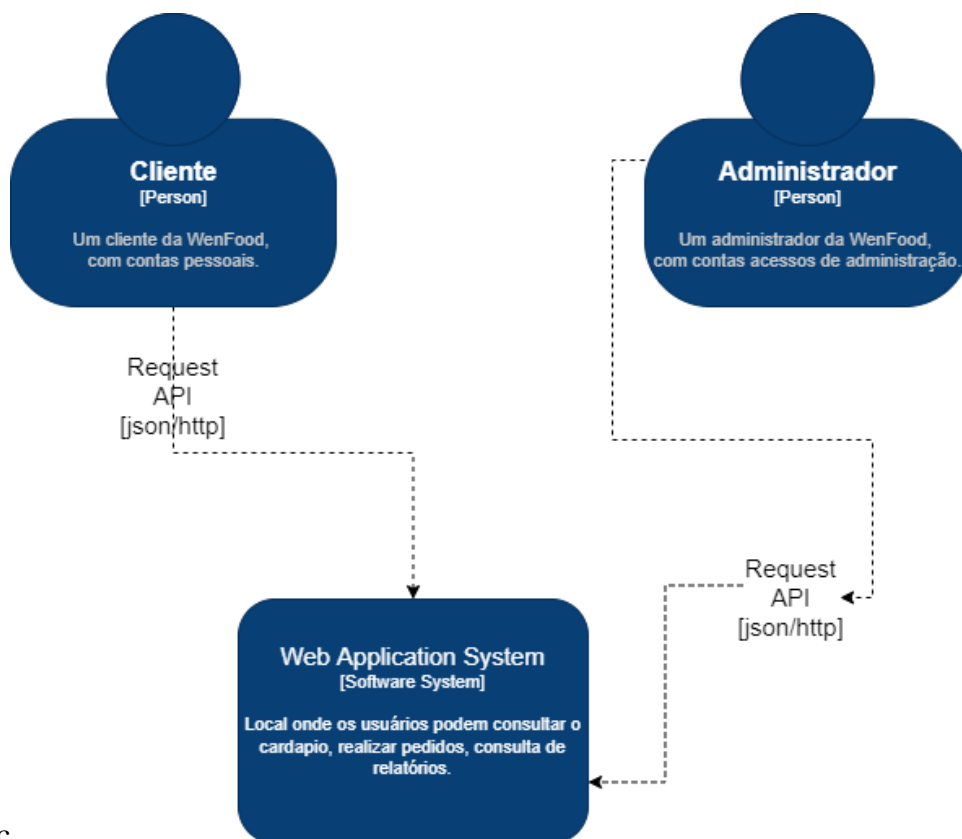 Cliente
[Person]
Um cliente da WenFood,
com contas pessoais.
Administrador
[Person]
Um administrador da WenFood,
com contas acessos de administração.
Request
API
[json/http]
Request
API
[json/http]
Web Application System
[Software System]
Local onde os usuários podem consultar o
cardapio, realizar pedidos, consulta de
relatórios.